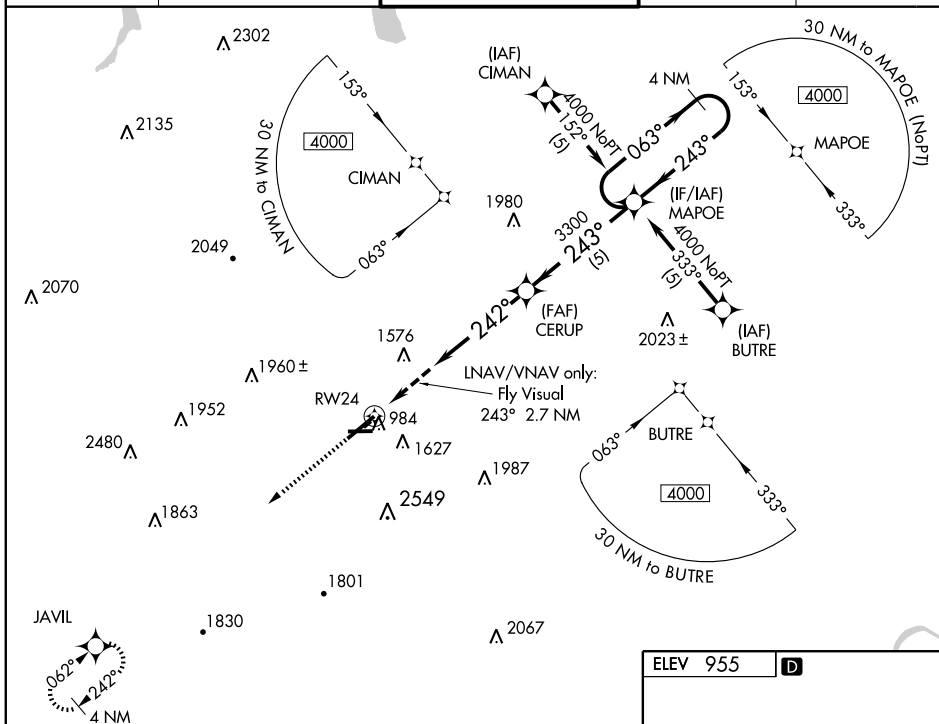 2302
(IAF)
CIMAN
4 NM
30 NM to MAPOE (NoPT)
153°
4000
MAPOE
333°
2135
153°
4000
CIMAN
063°
30 NM to CIMAN
4000 NoPT
152°
(5)
063°
243°
(IF/IAF)
MAPOE
1980
3300
243°
(5)
4000 NoPT
333°
(5)
2049
2070
(FAF)
CERUP
242°
2023 ±
(IAF)
BUTRE
1576
1960 ±
LNAV/VNAV only:
Fly Visual
243° 2.7 NM
RW24
984
1952
2480
1627
1987
BUTRE
063°
4000
333°
30 NM to BUTRE
2549
1863
1801
1830
2067
JAVIL
062°
242°
4 NM
ELEV 955 D